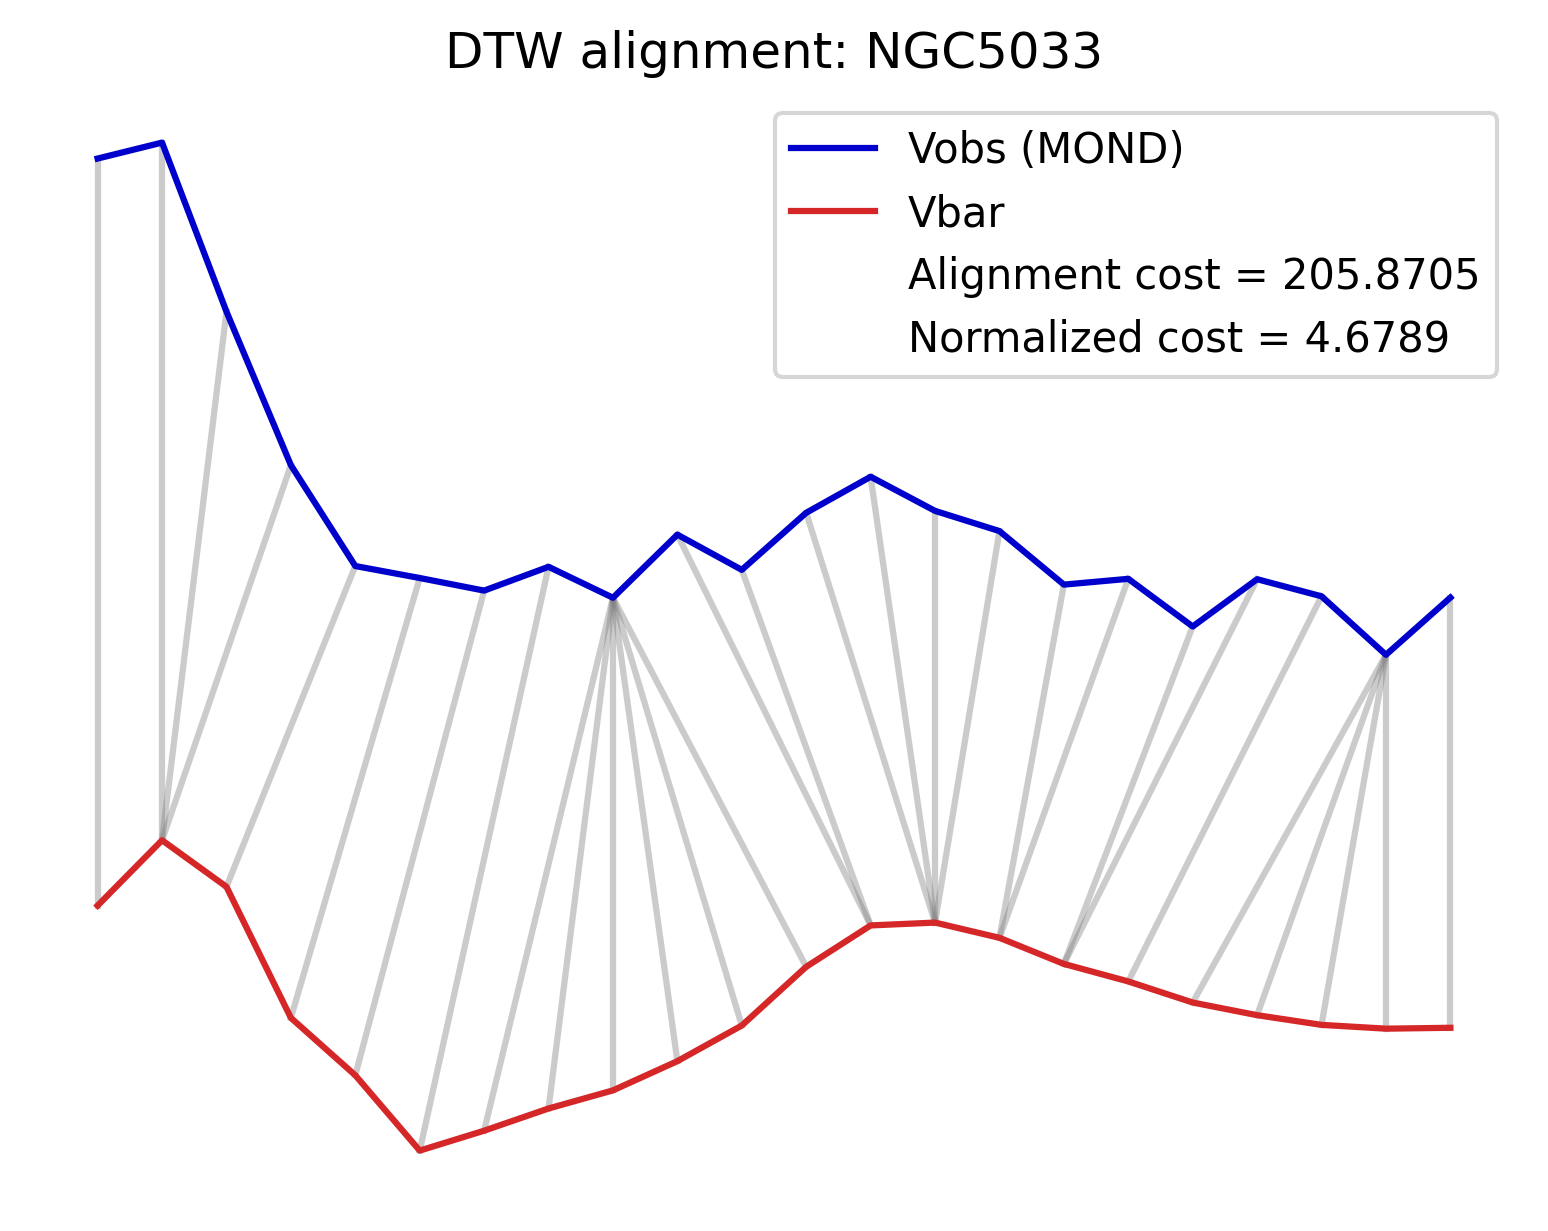 DTW alignment: NGC5033
Vobs (MOND)
Vbar
Alignment cost = 205.8705
Normalized cost = 4.6789